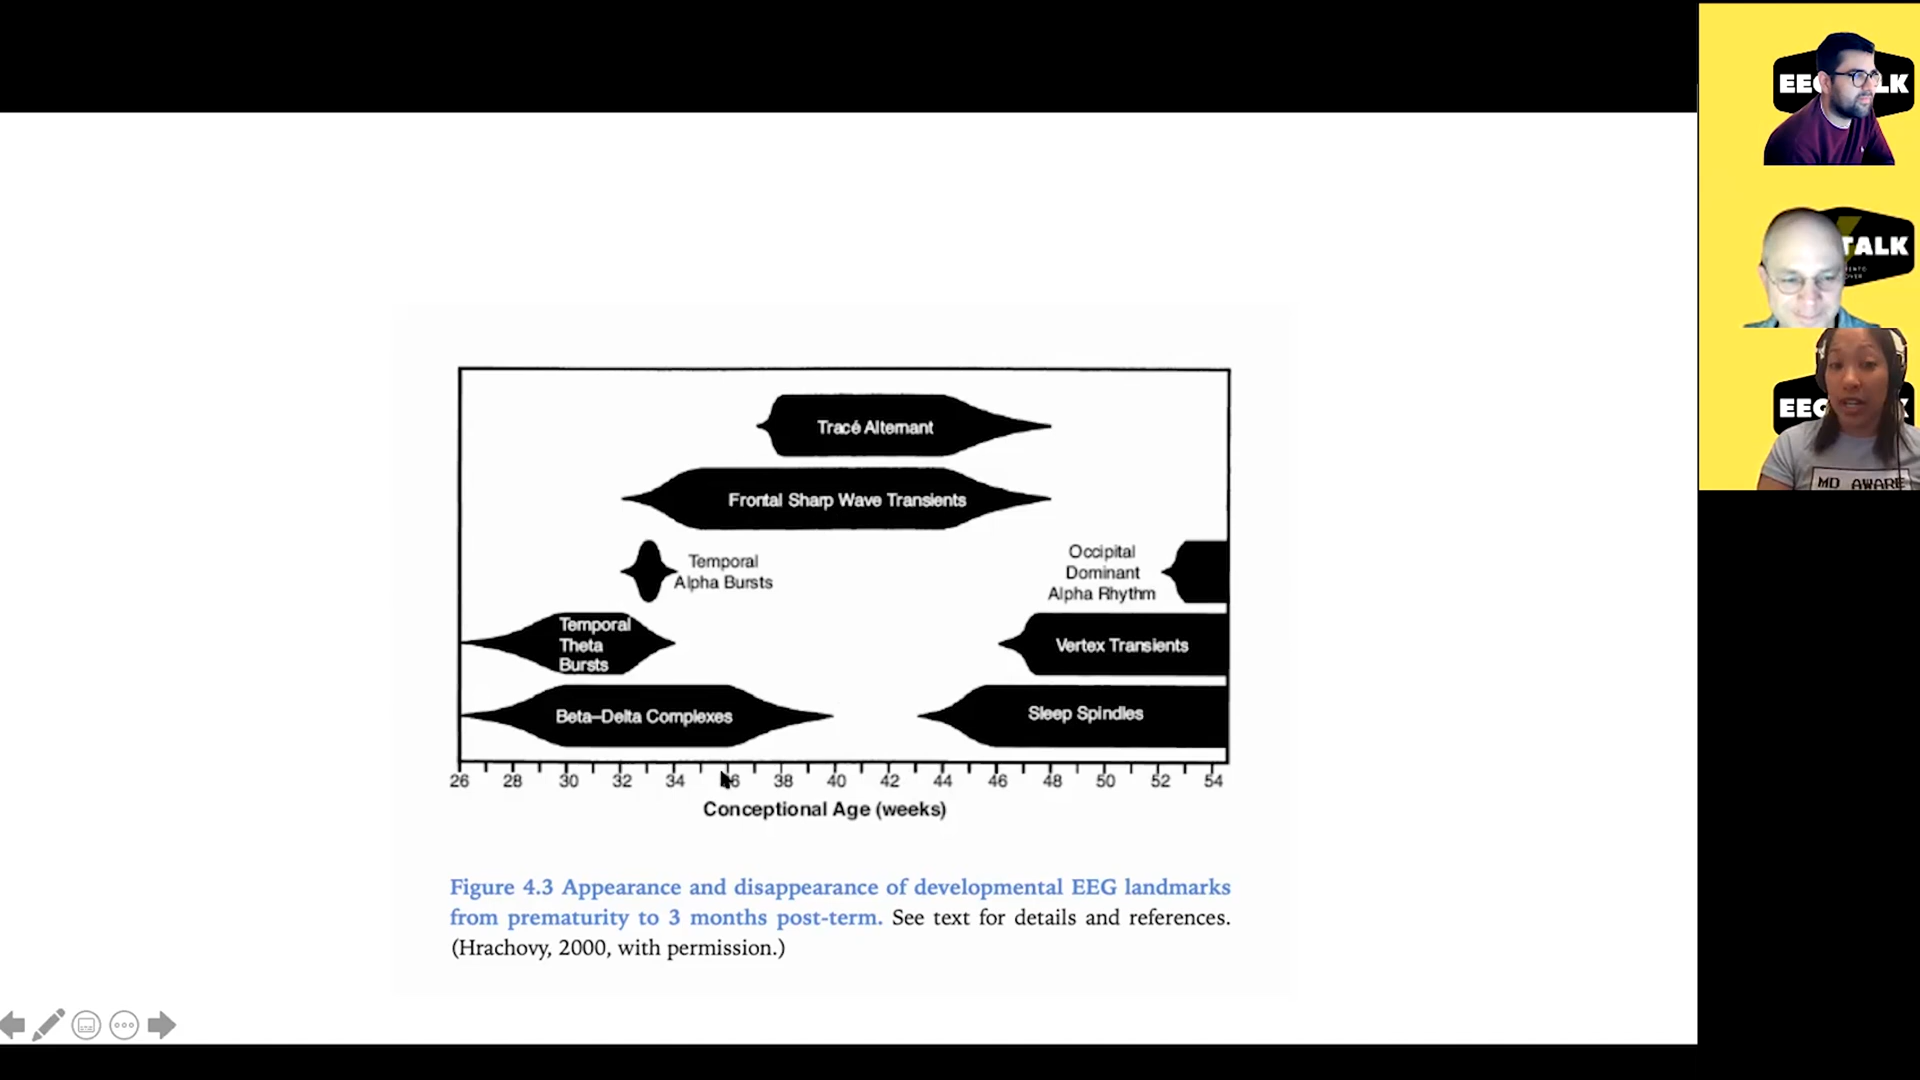 Tracé Alternant
Frontal Sharp Wave Transients
Temporal
Alpha Bursts
Occipital
Dominant
Alpha Rhythm
Temporal
Theta
Bursts
Vertex Transients
Beta–Delta Complexes
Sleep Spindles
26 28 30 32 34 36 38 40 42 44 46 48 50 52 54
Conceptional Age (weeks)
Figure 4.3 Appearance and disappearance of developmental EEG landmarks
from prematurity to 3 months post-term. See text for details and references.
(Hrachovy, 2000, with permission.)
TALK
MD AWARE